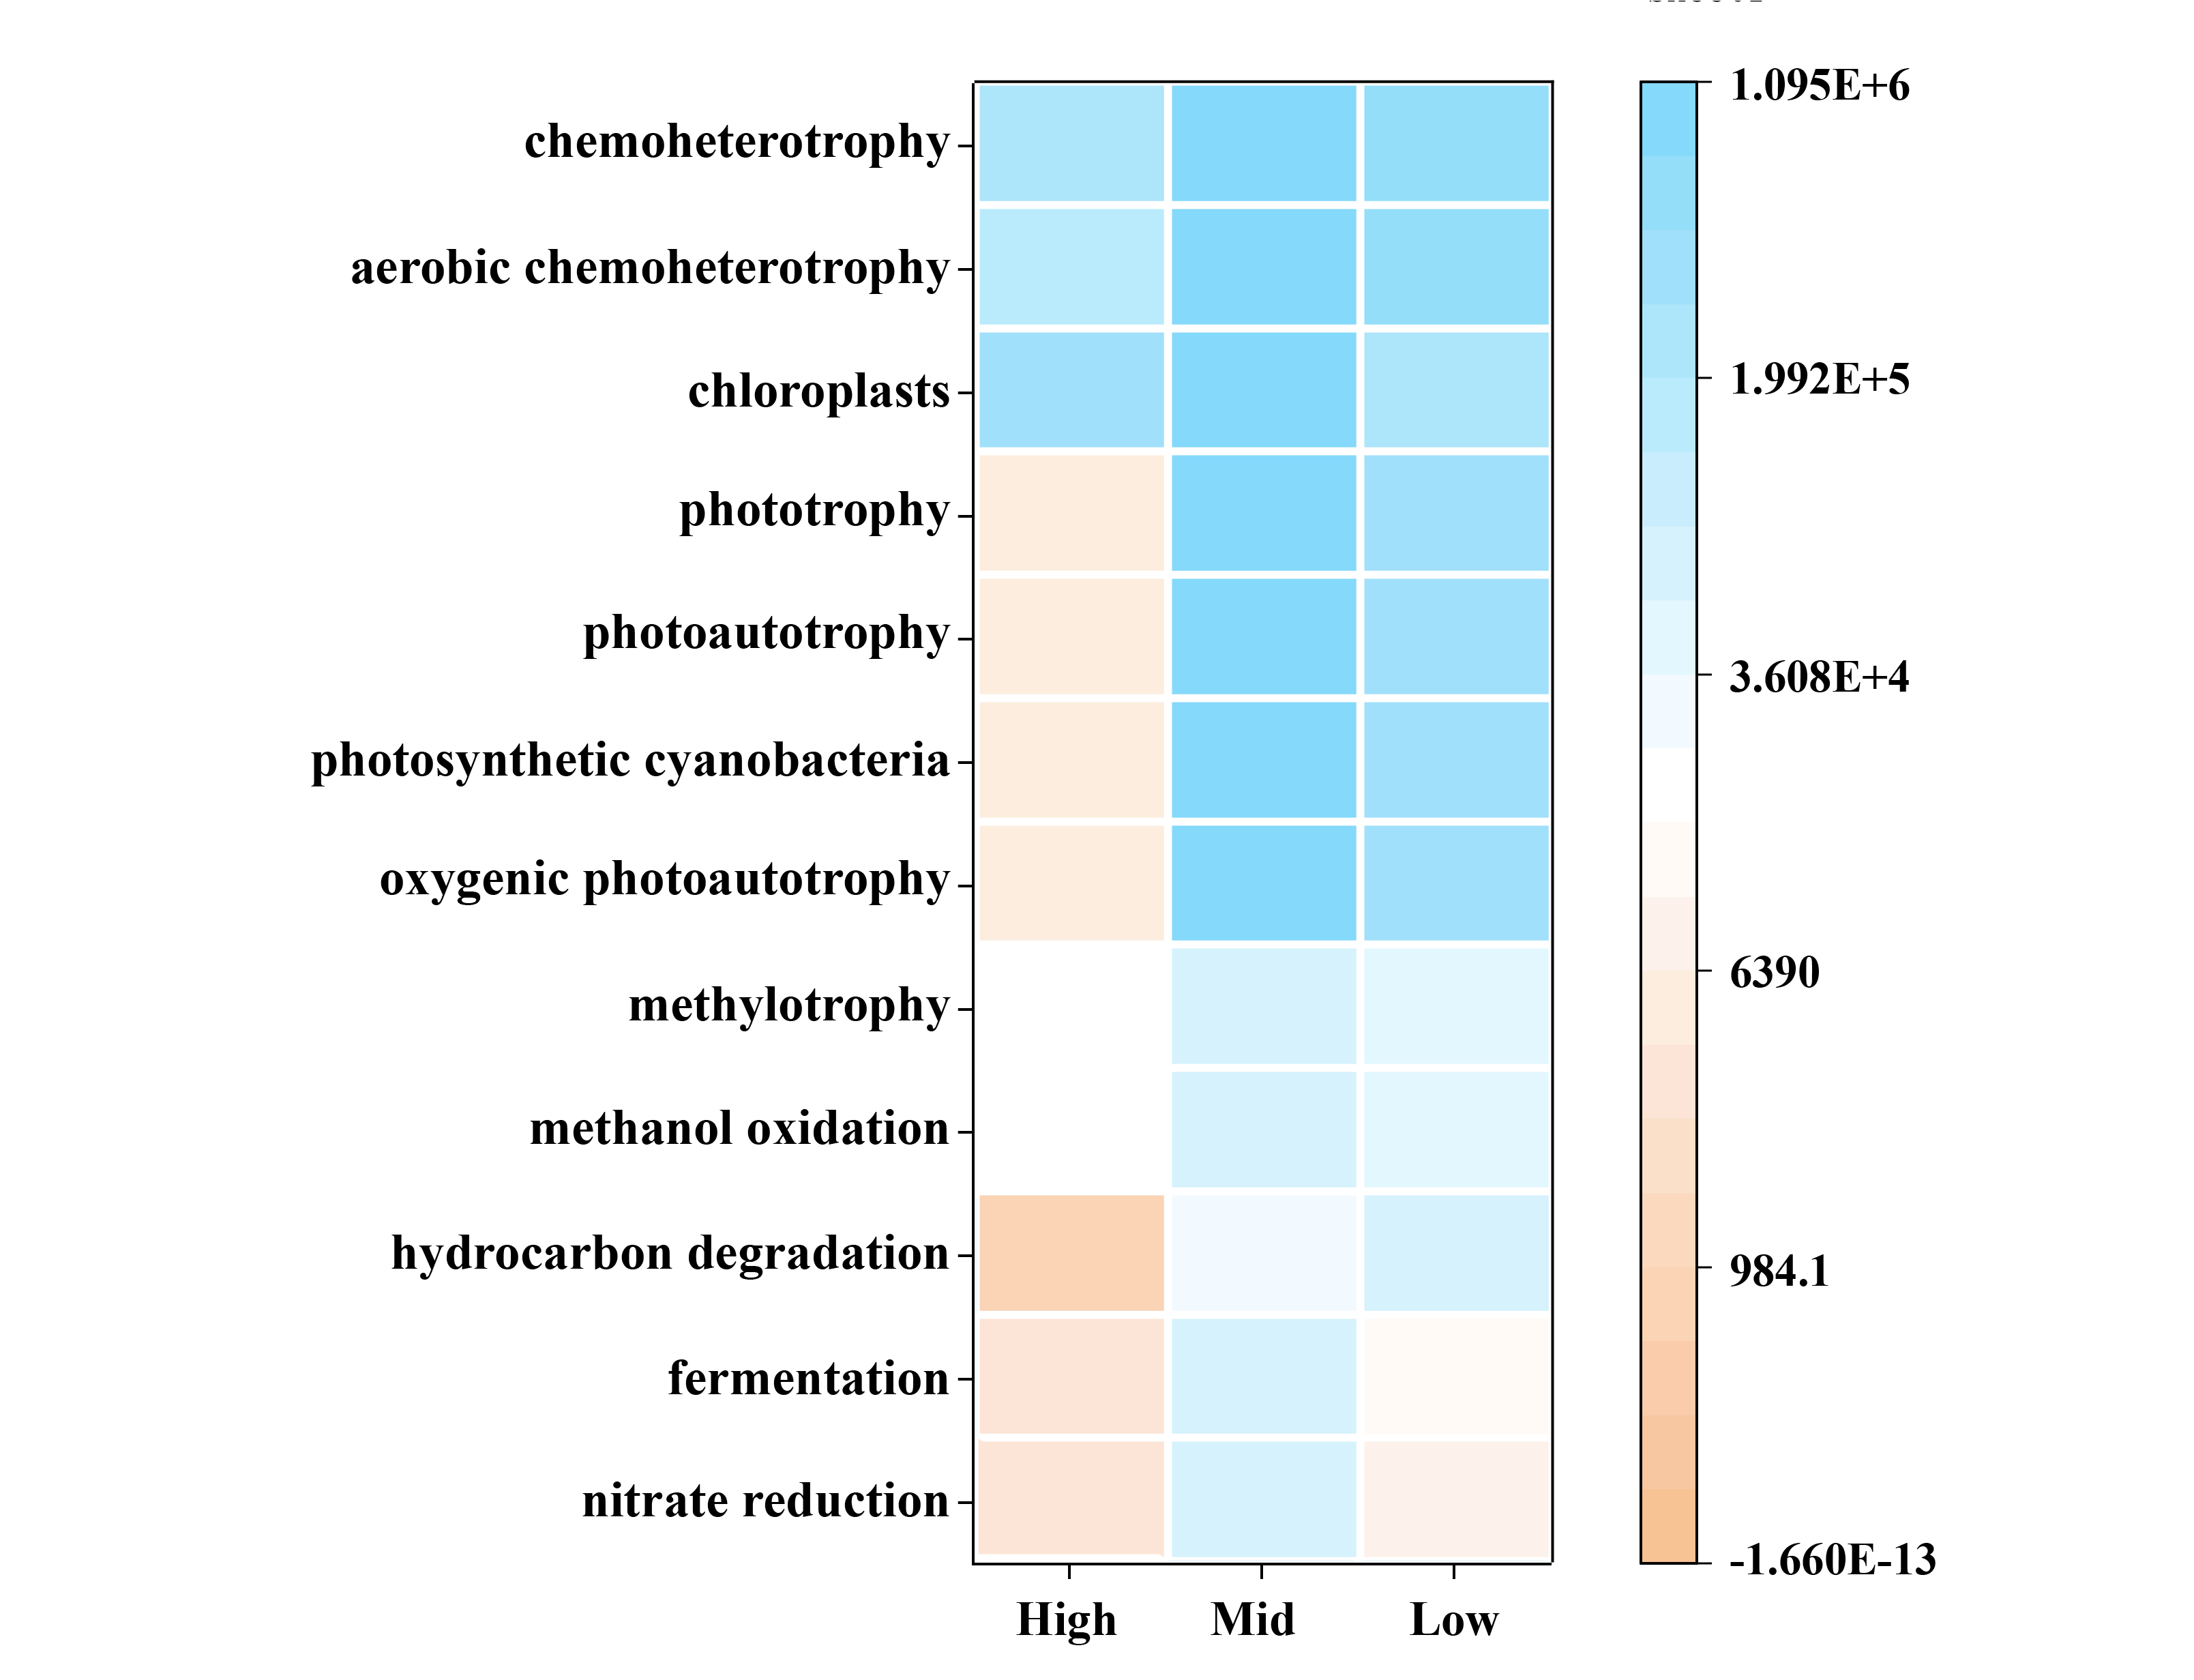 1.095E+6
chemoheterotrophy
aerobic chemoheterotrophy
1.992E+5
chloroplasts
phototrophy
photoautotrophy
3.608E+4
photosynthetic cyanobacteria
oxygenic photoautotrophy
6390
methylotrophy
methanol oxidation
hydrocarbon degradation
984.1
fermentation
nitrate reduction
-1.660E-13
High Mid Low